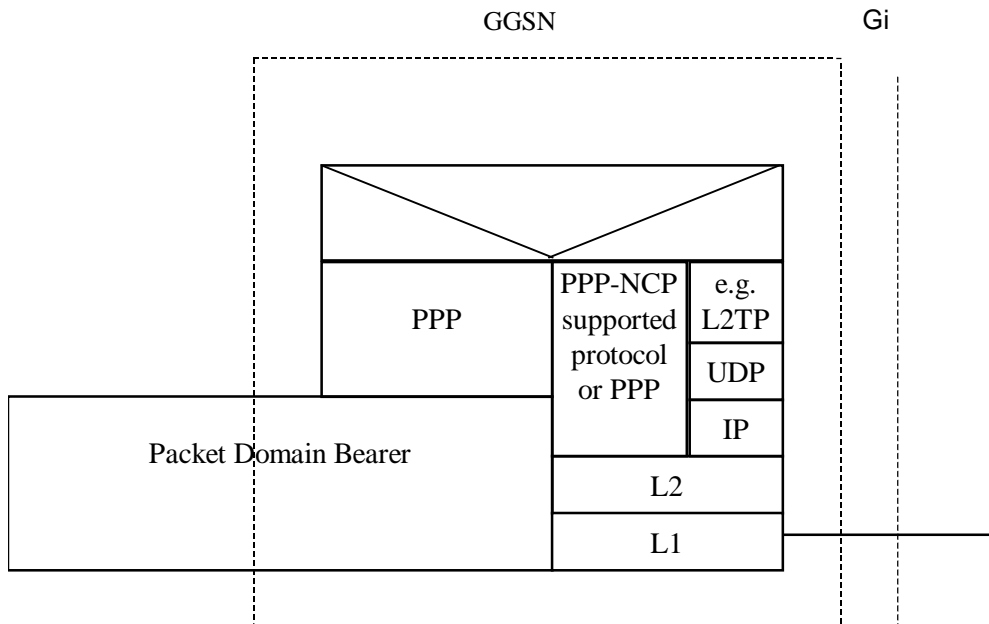 GGSN
Gi
PPP
PPP-NCP
supported
protocol
or PPP
e.g.
L2TP
UDP
IP
Packet Domain Bearer
L2
L1